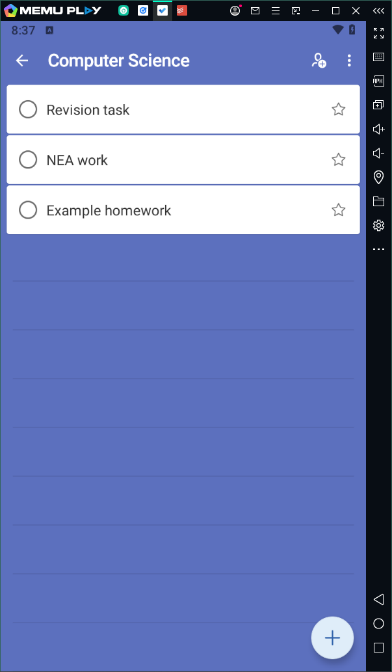 MEMU PLAY
8:37
Computer Science
Revision task
NEA work
Example homework